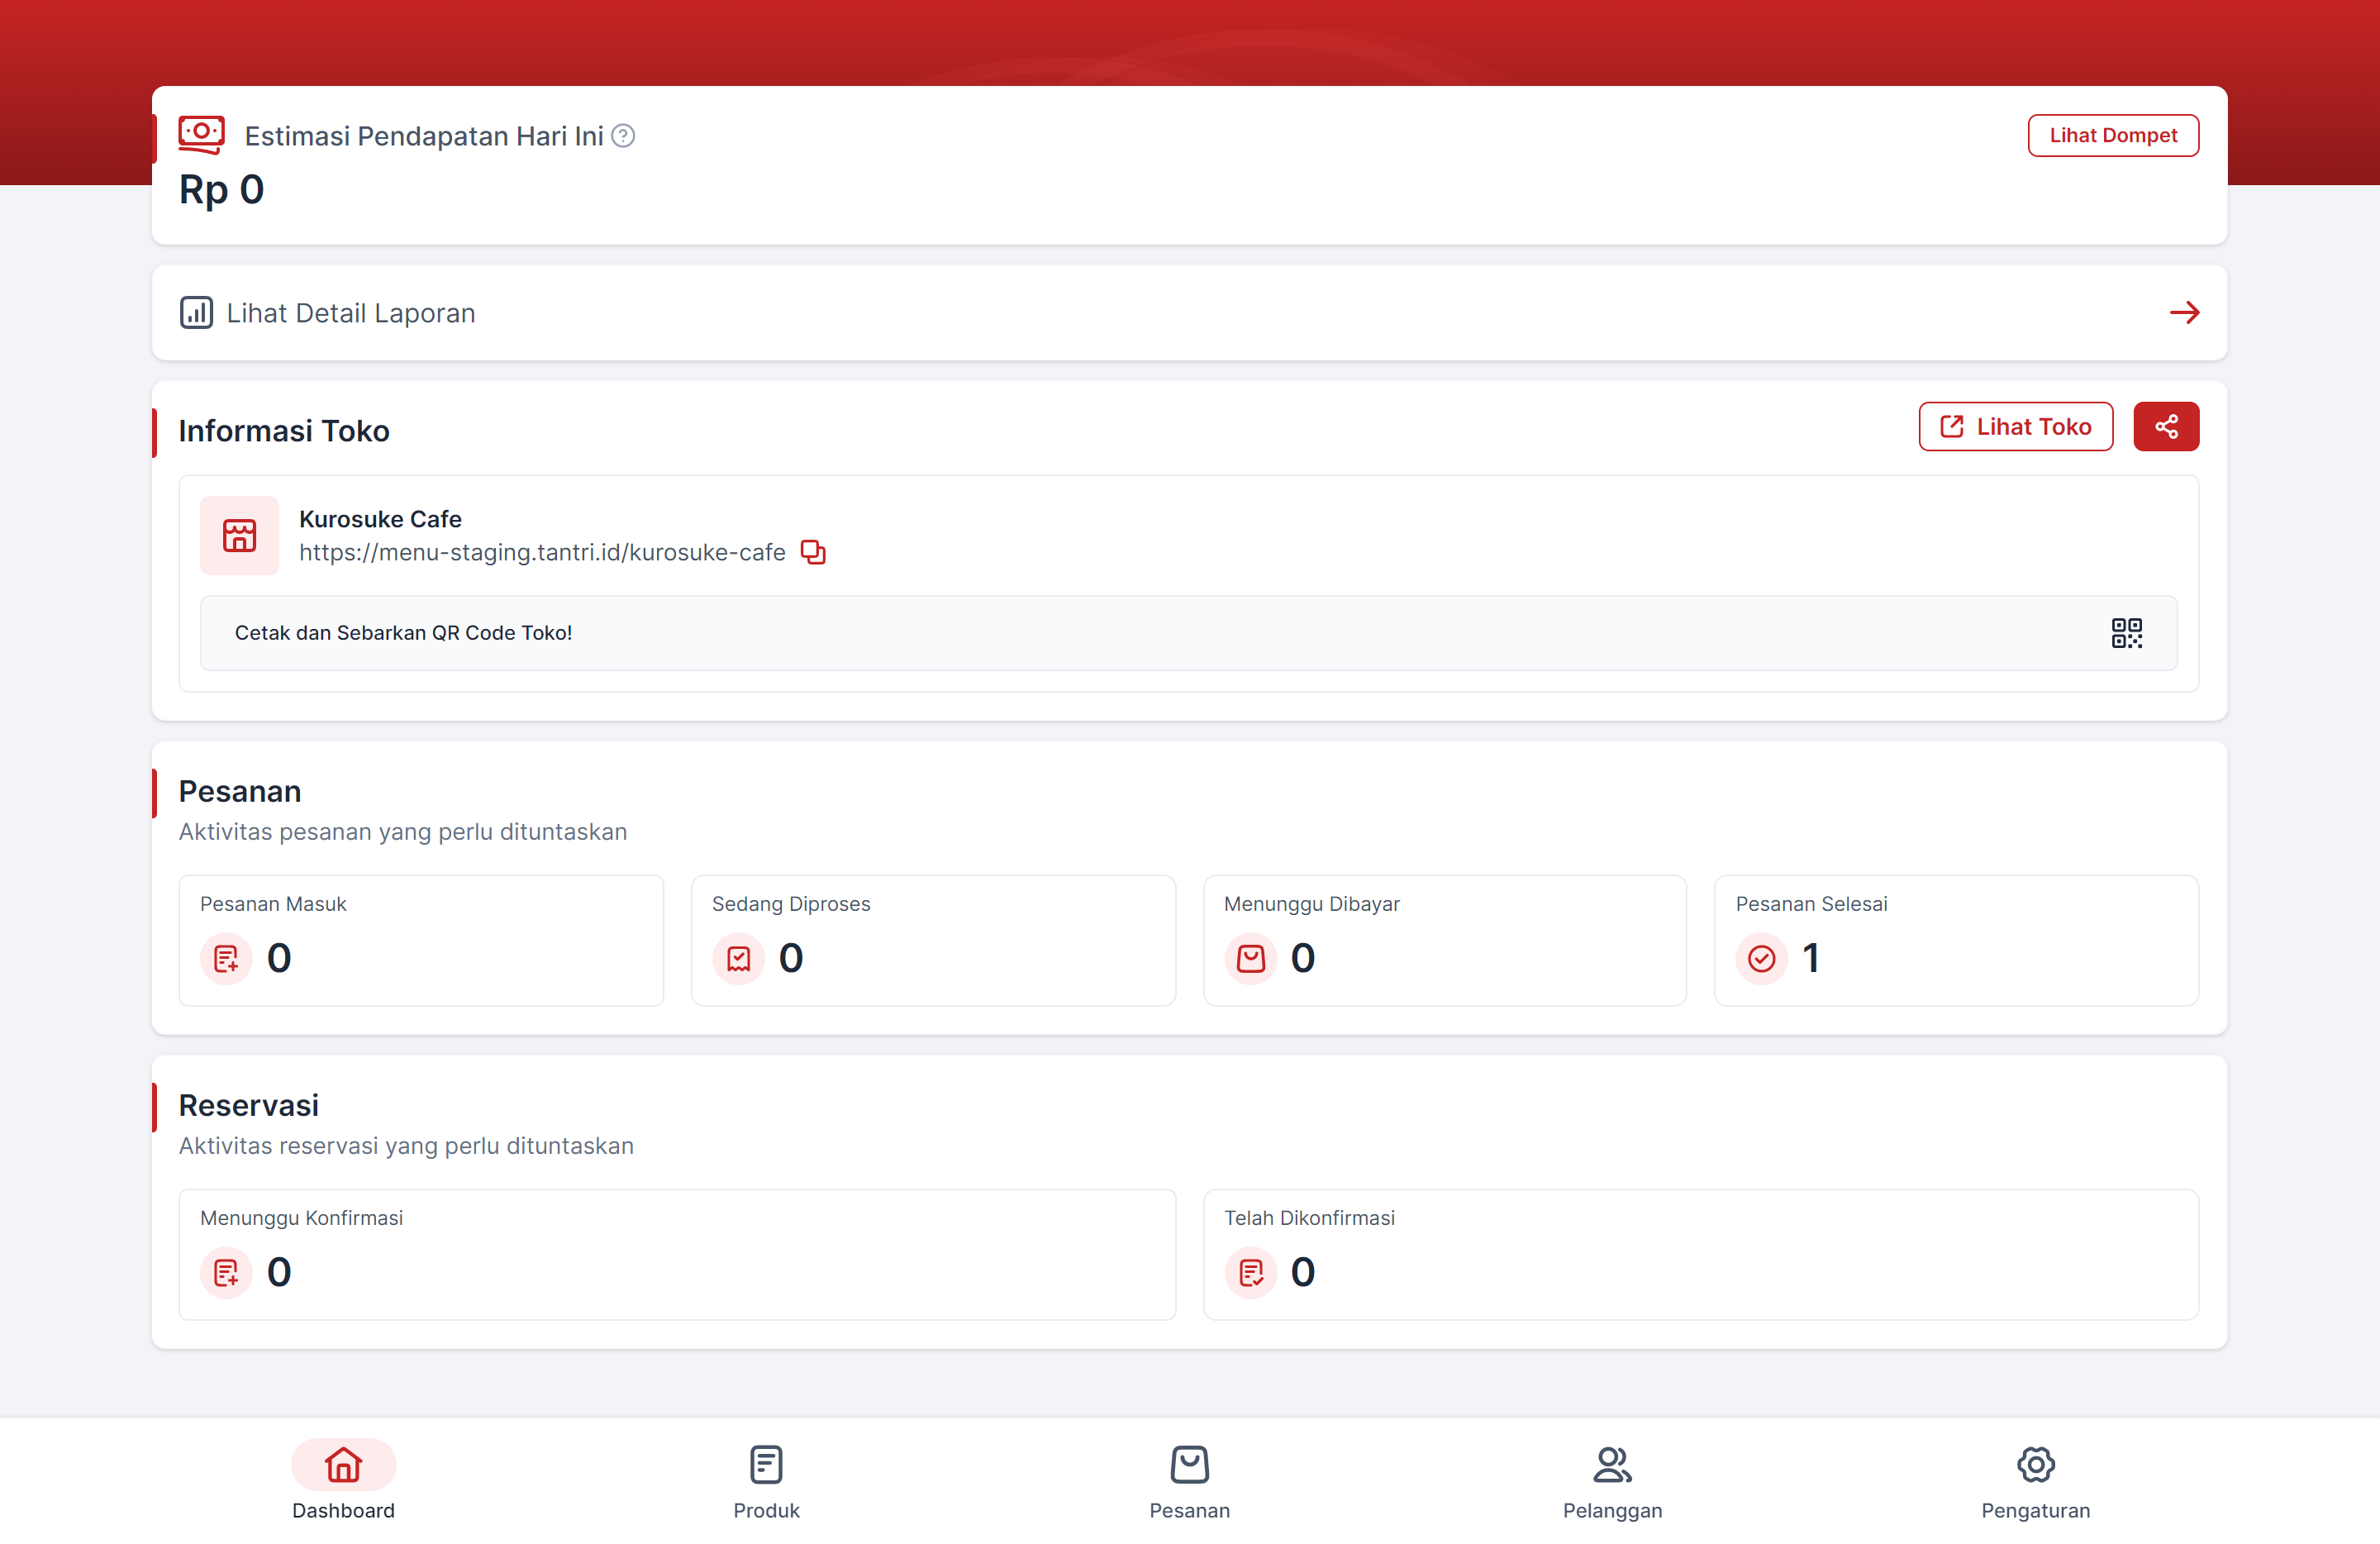 Estimasi Pendapatan Hari Ini
Lihat Dompet
Rp 0
Lihat Detail Laporan
Informasi Toko
Lihat Toko
Kurosuke Cafe
https://menu-staging.tantri.id/kurosuke-cafe
Cetak dan Sebarkan QR Code Toko!
Pesanan
Aktivitas pesanan yang perlu dituntaskan
Pesanan Masuk
0
Sedang Diproses
0
Menunggu Dibayar
0
Pesanan Selesai
1
Reservasi
Aktivitas reservasi yang perlu dituntaskan
Menunggu Konfirmasi
0
Telah Dikonfirmasi
0
Dashboard
Produk
Pesanan
Pelanggan
Pengaturan